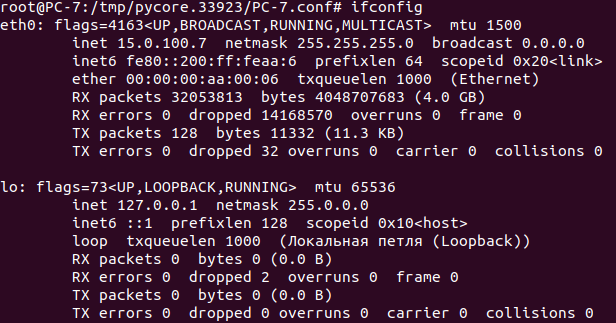 root@PC-7:/tmp/pycore.33923/PC-7.conf# ifconfig
eth0: flags=4163<UP,BROADCAST,RUNNING,MULTICAST>  mtu 1500
        inet 15.0.100.7  netmask 255.255.255.0  broadcast 0.0.0.0
        inet6 fe80::200:ff:feaa:6  prefixlen 64  scopeid 0x20<link>
        ether 00:00:00:aa:00:06  txqueuelen 1000  (Ethernet)
        RX packets 32053813  bytes 4048707683 (4.0 GB)
        RX errors 0  dropped 14168570  overruns 0  frame 0
        TX packets 128  bytes 11332 (11.3 KB)
        TX errors 0  dropped 32 overruns 0  carrier 0  collisions 0

lo: flags=73<UP,LOOPBACK,RUNNING>  mtu 65536
        inet 127.0.0.1  netmask 255.0.0.0
        inet6 ::1  prefixlen 128  scopeid 0x10<host>
        loop  txqueuelen 1000  (Локальная петля (Loopback))
        RX packets 0  bytes 0 (0.0 B)
        RX errors 0  dropped 2  overruns 0  frame 0
        TX packets 0  bytes 0 (0.0 B)
        TX errors 0  dropped 0 overruns 0  carrier 0  collisions 0